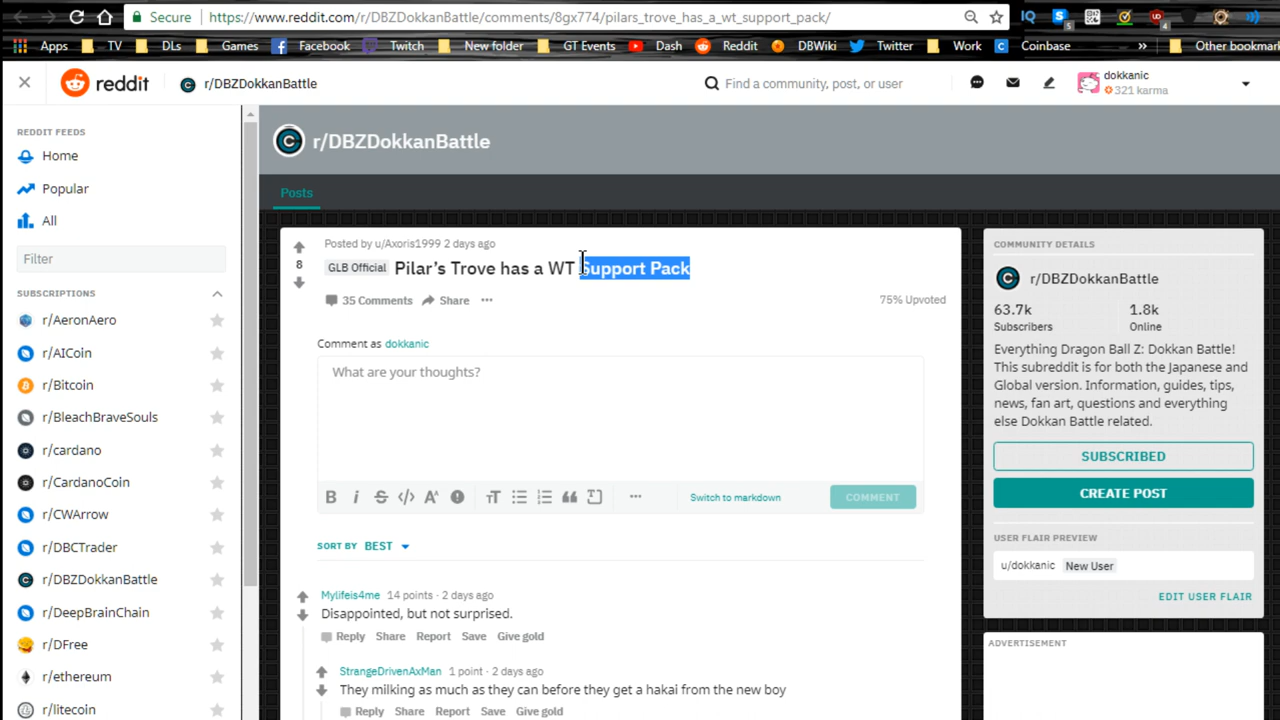 Secure https://www.reddit.com/r/DBZDokkanBattle/comments/8gx774/pilars_trove_has_a_wt_support_pack/
Apps TV DLs Games Facebook Twitch New folder GT Events Dash Reddit DBWiki Twitter Work Coinbase » Other bookmar
reddit r/DBZDokkanBattle Find a community, post, or user dokkanic
321 karma
REDDIT FEEDS
Home
Popular
All
Filter
SUBSCRIPTIONS
r/AeronAero
r/AICoin
r/Bitcoin
r/BleachBraveSouls
r/cardano
r/CardanoCoin
r/CWArrow
r/DBCTrader
r/DBZDokkanBattle
r/DeepBrainChain
r/DFree
r/ethereum
r/litecoin
r/DBZDokkanBattle
Posts
Posted by u/Axoris1999 2 days ago
8
GLB Official Pilar's Trove has a WT Support Pack
35 Comments Share ··· 75% Upvoted
Comment as dokkanic
What are your thoughts?
Switch to markdown COMMENT
SORT BY BEST
Mylifeis4me 14 points · 2 days ago
Disappointed, but not surprised.
Reply Share Report Save Give gold
StrangeDrivenAxMan 1 point · 2 days ago
They milking as much as they can before they get a hakai from the new boy
Reply Share Report Save Give gold
COMMUNITY DETAILS
r/DBZDokkanBattle
63.7k 1.8k
Subscribers Online
Everything Dragon Ball Z: Dokkan Battle!
This subreddit is for both the Japanese and
Global version. Information, guides, tips,
news, fan art, questions and everything
else Dokkan Battle related.
SUBSCRIBED
CREATE POST
USER FLAIR PREVIEW
u/dokkanic New User
EDIT USER FLAIR
ADVERTISEMENT